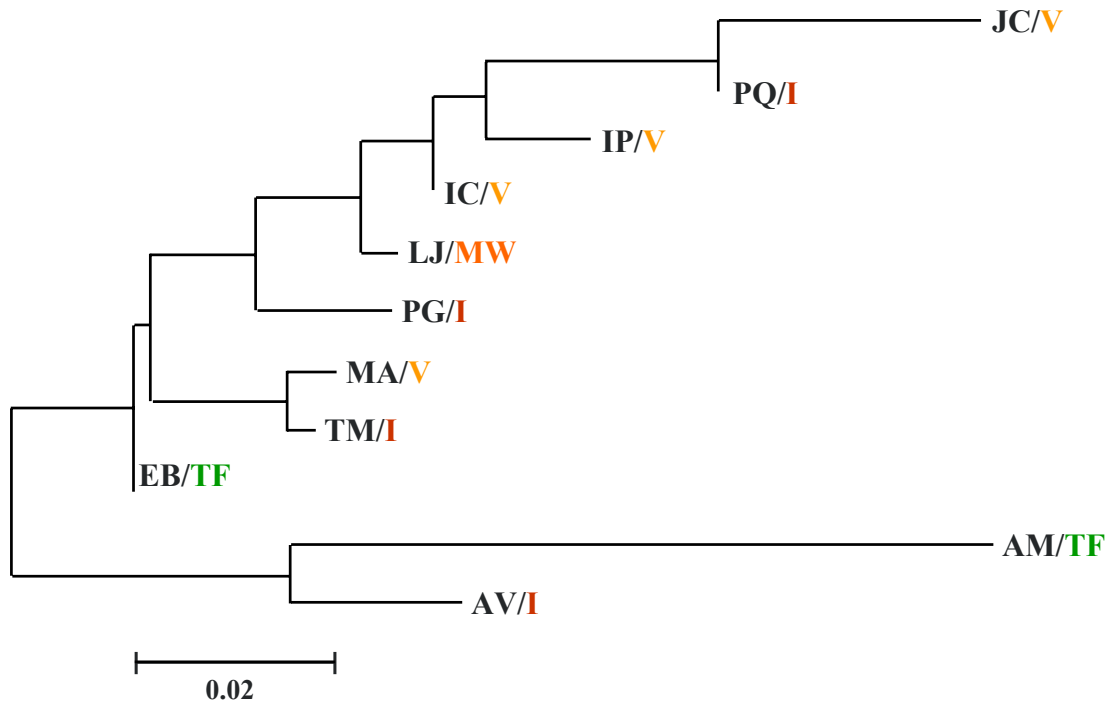 JC/V
PQ/I
IP/V
IC/V
LJ/MW
PG/I
MA/V
TM/I
EB/TF
AM/TF
AV/I
0.02